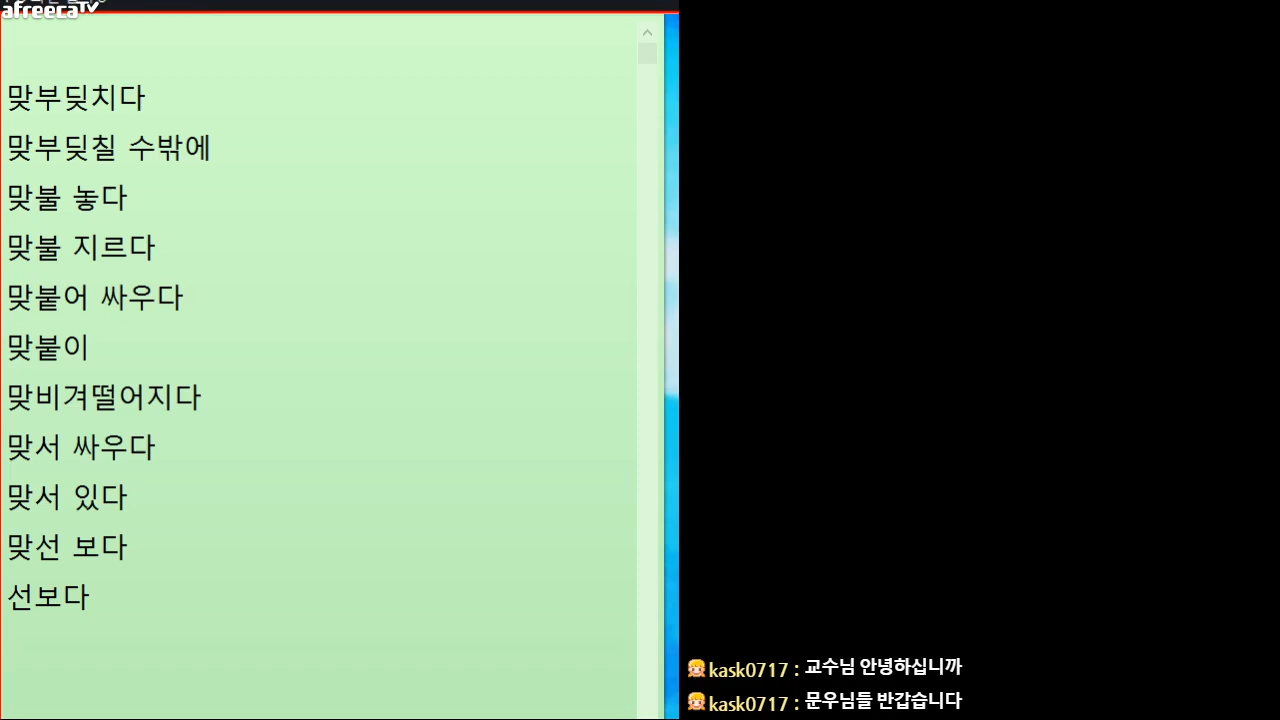 afreecaTV
맞부딪치다
맞부딪칠 수밖에
맞불 놓다
맞불 지르다
맞붙어 싸우다
맞붙이
맞비겨떨어지다
맞서 싸우다
맞서 있다
맞선 보다
선보다
kask0717 : 교수님 안녕하십니까
kask0717 : 문우님들 반갑습니다